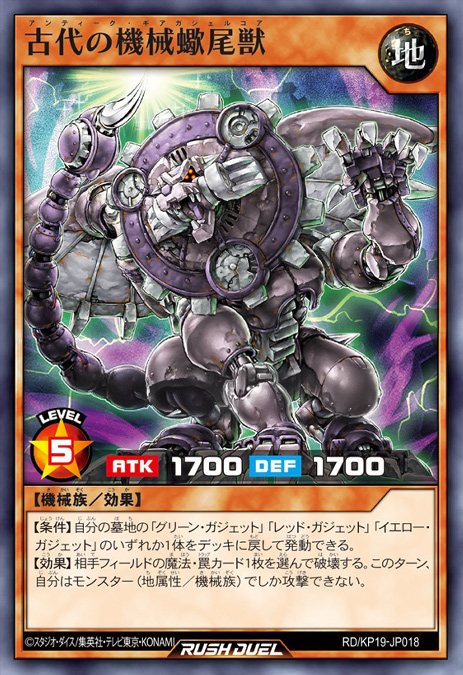 アンティーク・ギアガジェルコア
古代の機械蠍尾獣
5
地
LEVEL
5
ATK 1700 DEF 1700
【機械族／効果】
【条件】自分の墓地の「グリーン・ガジェット」「レッド・ガジェット」「イエロー・
ガジェット」のいずれか1体をデッキに戻して発動できる。
【効果】相手フィールドの魔法・罠カード1枚を選んで破壊する。このターン、
自分はモンスター（地属性／機械族）でしか攻撃できない。
©スタジオ・ダイス/集英社・テレビ東京・KONAMI
RUSH DUEL
RD/KP19-JP018